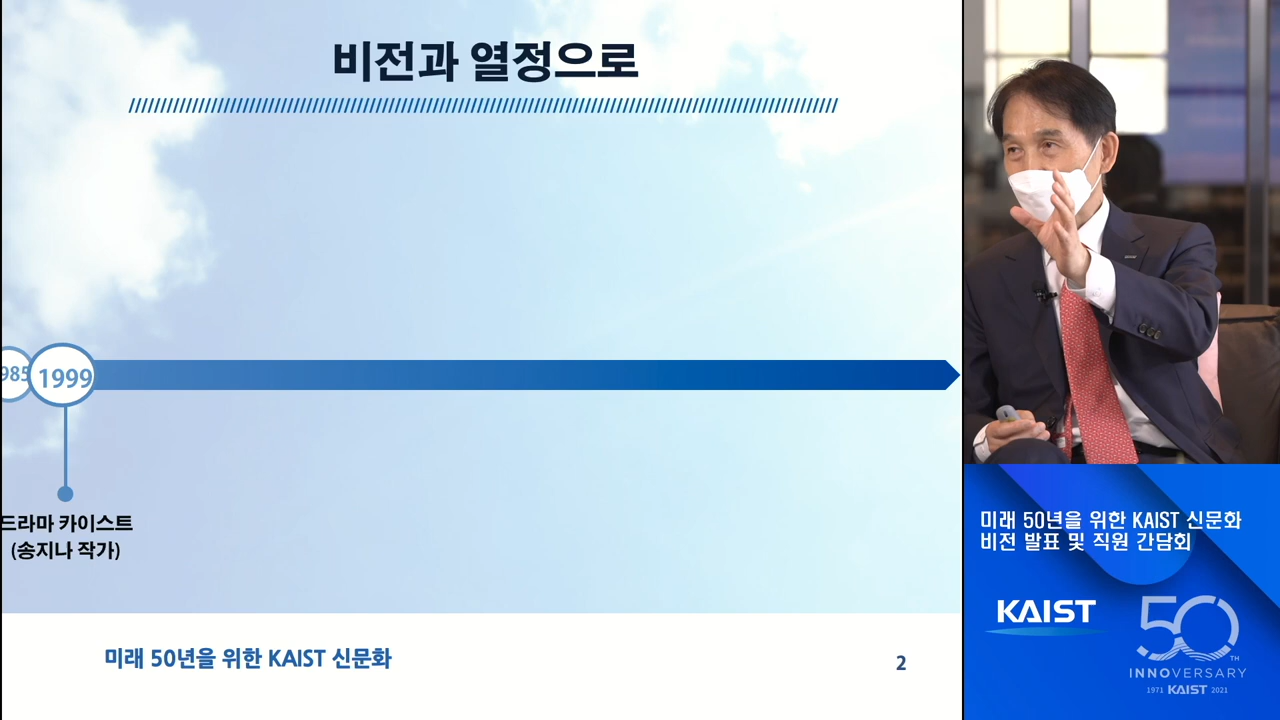 비전과 열정으로
985
1999
드라마 카이스트
(송지나 작가)
미래 50년을 위한 KAIST 신문화
2
미래 50년을 위한 KAIST 신문화
비전 발표 및 직원 간담회
KAIST
50
TH
INNOVERSARY
1971 KAIST 2021